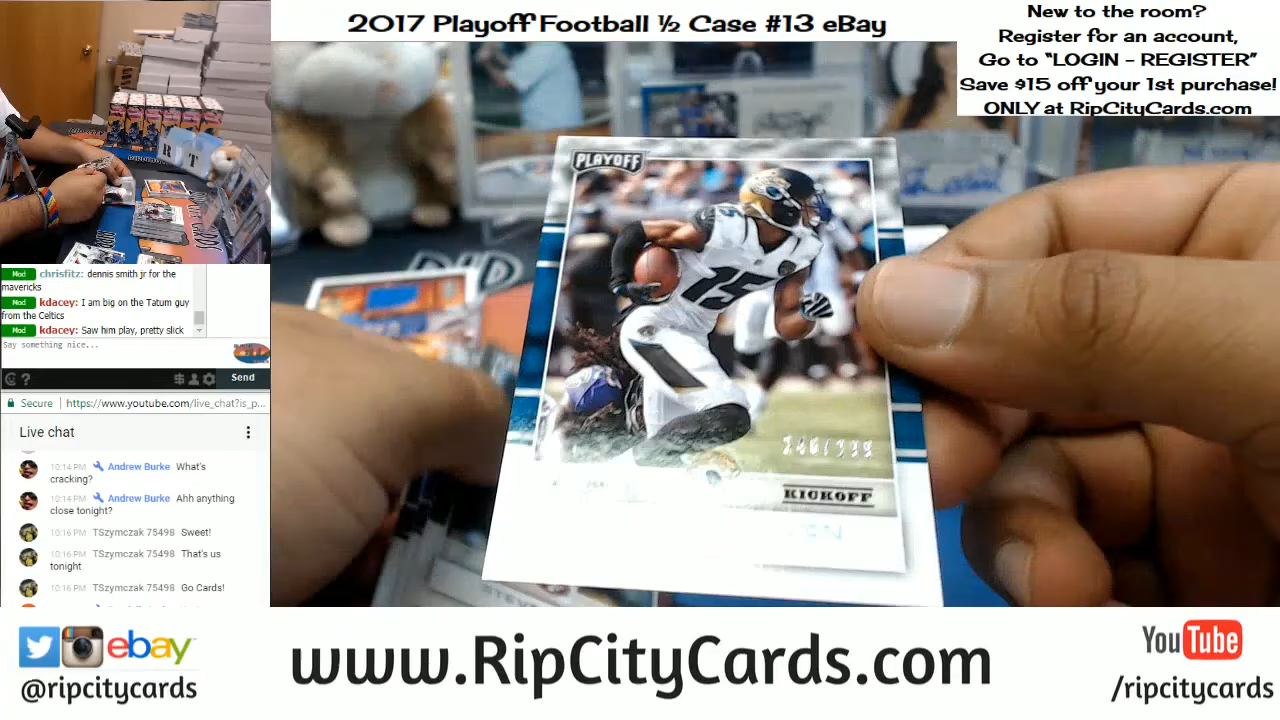 2017 Playoff Football ½ Case #13 eBay
New to the room?
Register for an account,
Go to "LOGIN - REGISTER"
Save $15 off your 1st purchase!
ONLY at RipCityCards.com
PLAYOFF
15
KICKOFF
R T
Mod chrisfitz: dennis smith jr for the
mavericks
Mod kdacey: I am big on the Tatum guy
from the Celtics
Mod kdacey: Saw him play, pretty slick
Say something nice...
Send
Secure https://www.youtube.com/live_chat?is_p...
Live chat
10:14 PM Andrew Burke What's
cracking?
10:14 PM Andrew Burke Ahh anything
close tonight?
10:16 PM TSzymczak 75498 Sweet!
10:16 PM TSzymczak 75498 That's us
tonight
10:16 PM TSzymczak 75498 Go Cards!
ebay
@ripcitycards
www.RipCityCards.com
YouTube
/ripcitycards